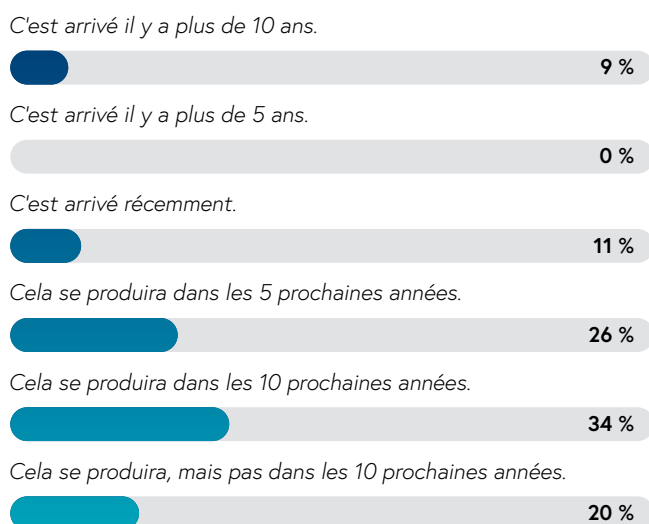 C'est arrivé il y a plus de 10 ans.
9 %
C'est arrivé il y a plus de 5 ans.
0 %
C'est arrivé récemment.
11 %
Cela se produira dans les 5 prochaines années.
26 %
Cela se produira dans les 10 prochaines années.
34 %
Cela se produira, mais pas dans les 10 prochaines années.
20 %